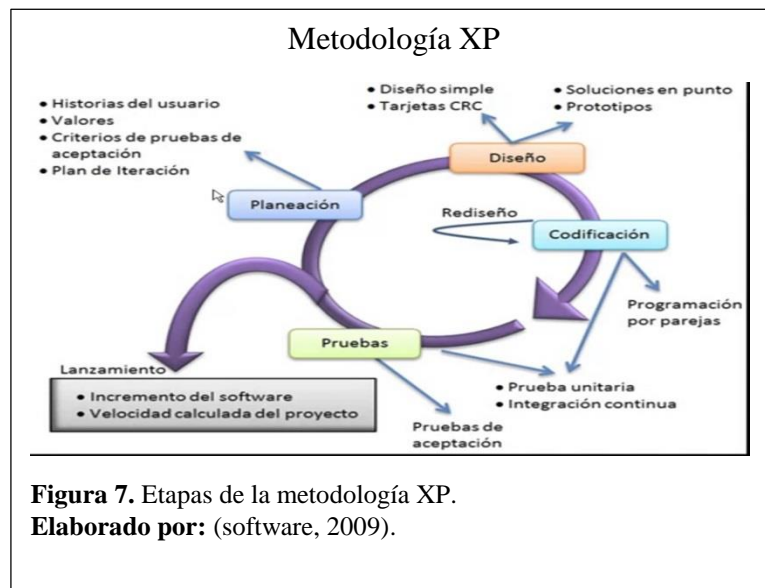 Metodología XP
• Historias del usuario
• Valores
• Criterios de pruebas de
aceptación
• Plan de Iteración
• Diseño simple
• Tarjetas CRC
• Soluciones en punto
• Prototipos
Diseño
Planeación
Rediseño
Codificación
Programación
por parejas
Pruebas
Lanzamiento
• Incremento del software
• Velocidad calculada del proyecto
• Prueba unitaria
• Integración continua
Pruebas de
aceptación
Figura 7. Etapas de la metodología XP.
Elaborado por: (software, 2009).